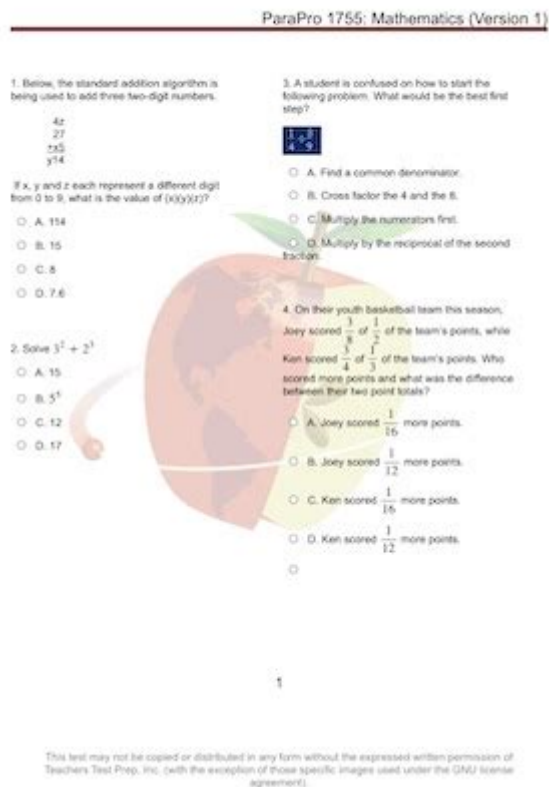 ParaPro 1755: Mathematics (Version 1)
1. Below, the standard addition algorithm is
being used to add three two-digit numbers.
4z
27
+x5
y14
If x, y and z each represent a different digit
from 0 to 9, what is the value of (x)(y)(z)?
A. 114
B. 15
C. 8
D. 7.6
2. Solve 3² + 2³
A. 15
B. 5⁵
C. 12
D. 17
3. A student is confused on how to start the
following problem. What would be the best first
step?
A. Find a common denominator.
B. Cross factor the 4 and the 8.
C. Multiply the numerators first.
D. Multiply by the reciprocal of the second
fraction.
4. On their youth basketball team this season,
Joey scored 3/8 of 1/2 of the team's points, while
Ken scored 3/4 of 1/3 of the team's points. Who
scored more points and what was the difference
between their two point totals?
A. Joey scored 1/16 more points.
B. Joey scored 1/12 more points.
C. Ken scored 1/16 more points.
D. Ken scored 1/12 more points.
1
This test may not be copied or distributed in any form without the expressed written permission of
Teachers Test Prep, Inc. (with the exception of those specific images used under the GNU license
agreement).